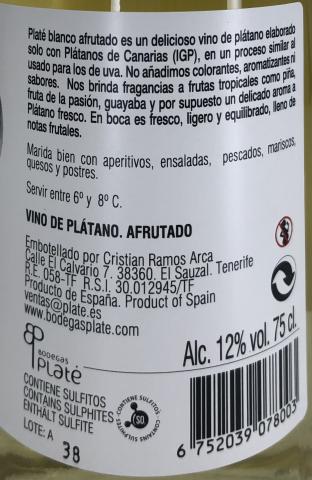 Platé blanco afrutado es un delicioso vino de plátano elaborado
solo con Plátanos de Canarias (IGP), en un proceso similar al
usado para los de uva. No añadimos colorantes, aromatizantes ni
sabores. Nos brinda fragancias a frutas tropicales como piña,
fruta de la pasión, guayaba y por supuesto un delicado aroma a
Plátano fresco. En boca es fresco, ligero y equilibrado, lleno de
notas frutales.
Marida bien con aperitivos, ensaladas, pescados, mariscos,
quesos y postres.
Servir entre 6º y 8º C.
VINO DE PLÁTANO. AFRUTADO
Embotellado por Cristian Ramos Arca
Calle El Calvario 7. 38360. El Sauzal. Tenerife
R.E. 058-TF R.S.I. 30.012945/TF
Producto de España. Product of Spain
ventas@plate.es
www.bodegasplate.com
Alc. 12% vol. 75 cl.
BODEGAS
Platé
CONTIENE SULFITOS
CONTAINS SULPHITES
ENTHÄLT SULFITE
LOTE: A 38
CONTIENE SULFITOS
CONTAINS SULPHITES
6 752039 078003